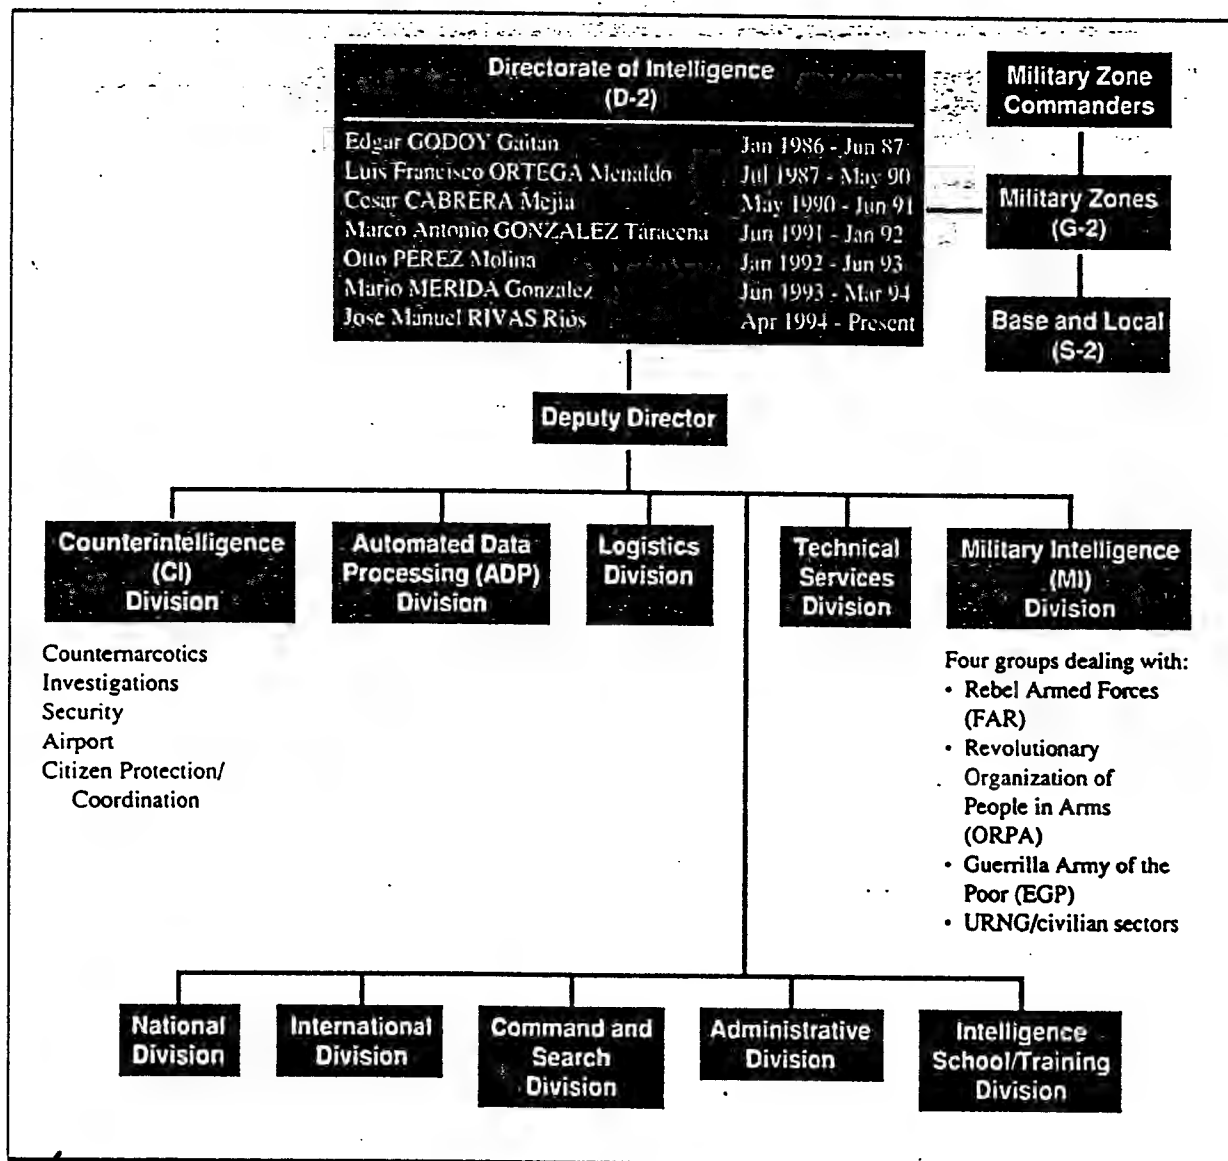 Directorate of Intelligence
(D-2)
Edgar GODOY Gaitan Jan 1986 - Jun 87
Luis Francisco ORTEGA Menaldo Jul 1987 - May 90
Cesar CABRERA Mejia May 1990 - Jun 91
Marco Antonio GONZALEZ Taracena Jun 1991 - Jan 92
Otto PEREZ Molina Jan 1992 - Jun 93
Mario MERIDA Gonzalez Jun 1993 - Mar 94
Jose Manuel RIVAS Rios Apr 1994 - Present
Military Zone
Commanders
Military Zones
(G-2)
Base and Local
(S-2)
Deputy Director
Counterintelligence
(CI)
Division
Automated Data
Processing (ADP)
Division
Logistics
Division
Technical
Services
Division
Military Intelligence
(MI)
Division
Counternarcotics
Investigations
Security
Airport
Citizen Protection/
Coordination
Four groups dealing with:
• Rebel Armed Forces
(FAR)
• Revolutionary
Organization of
People in Arms
(ORPA)
• Guerrilla Army of the
Poor (EGP)
• URNG/civilian sectors
National
Division
International
Division
Command and
Search
Division
Administrative
Division
Intelligence
School/Training
Division